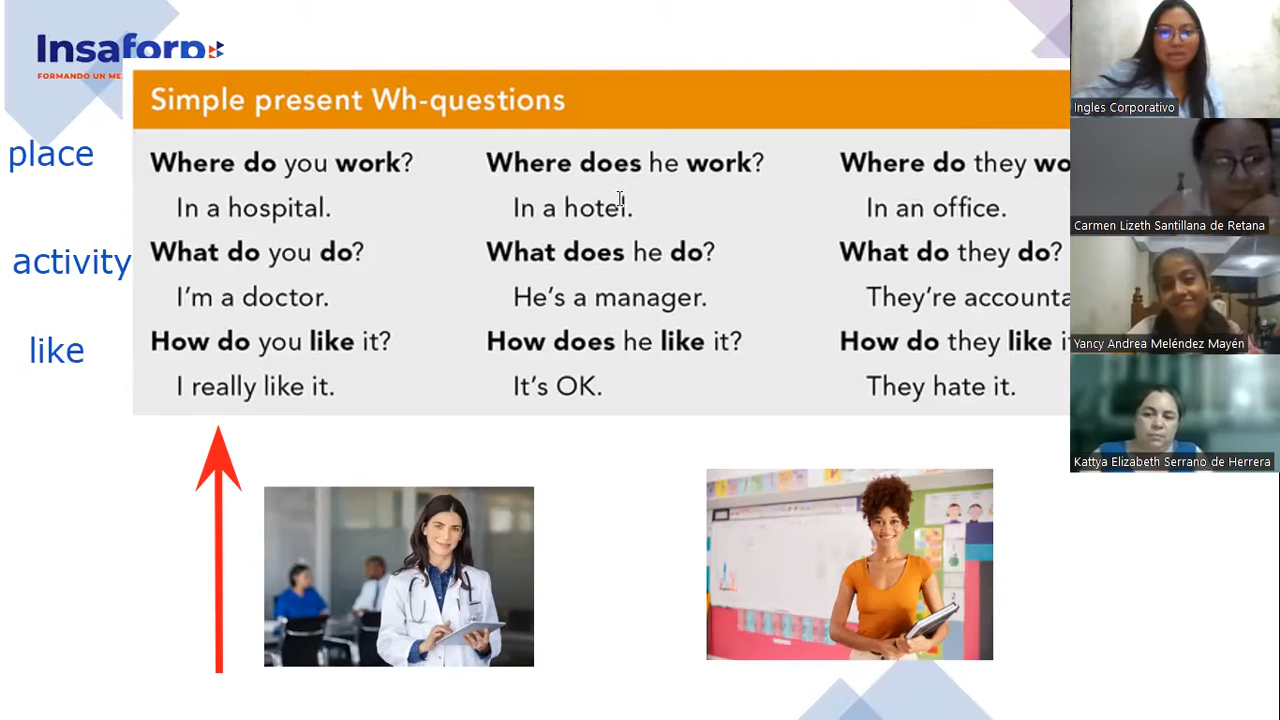 Insaforp
FORMANDO UN ME
Simple present Wh-questions
place
Where do you work? Where does he work? Where do they wo
In a hospital. In a hotel. In an office.
activity
What do you do? What does he do? What do they do?
I'm a doctor. He's a manager. They're accounta
like
How do you like it? How does he like it? How do they like i
I really like it. It's OK. They hate it.
Ingles Corporativo
Carmen Lizeth Santillana de Retana
Yancy Andrea Meléndez Mayén
Kattya Elizabeth Serrano de Herrera